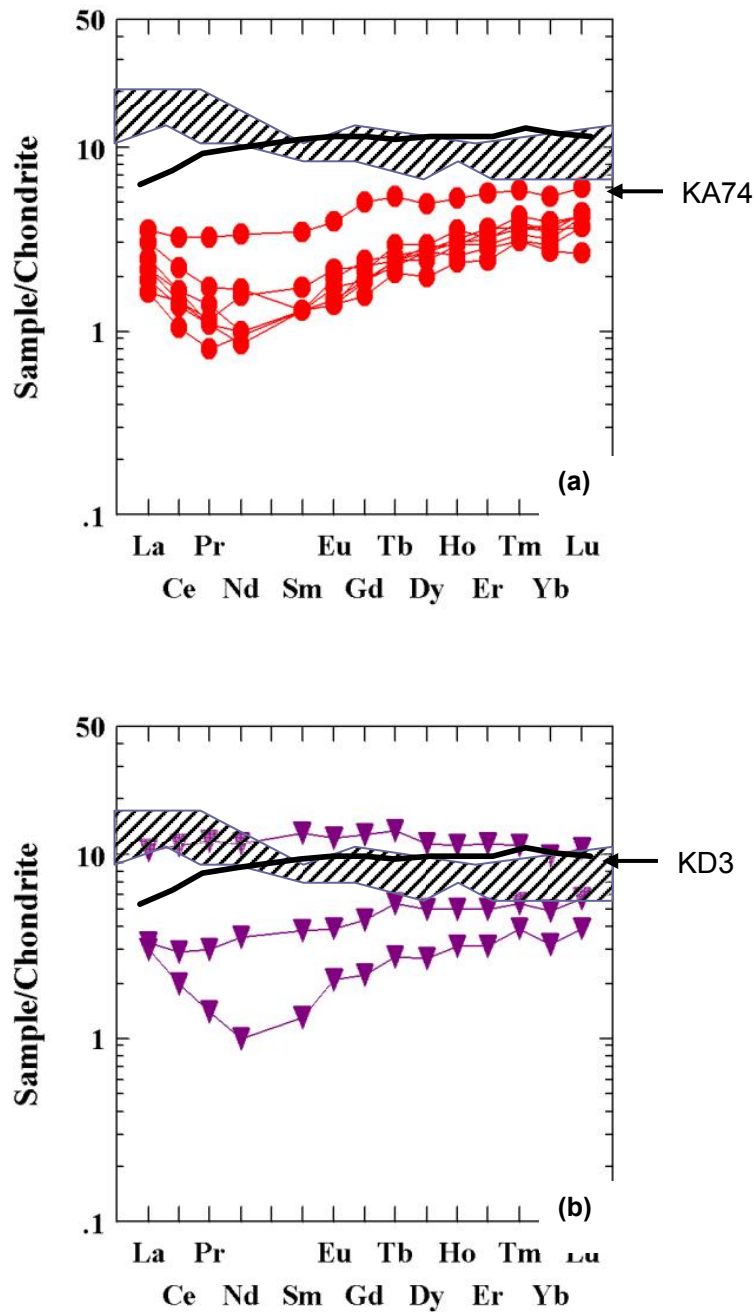 50
10
1
.1
Sample/Chondrite
KA74
(a)
La Pr Eu Tb Ho Tm Lu
Ce Nd Sm Gd Dy Er Yb
50
10
1
.1
Sample/Chondrite
KD3
(b)
La Pr Eu Tb Ho Tm Lu
Ce Nd Sm Gd Dy Er Yb